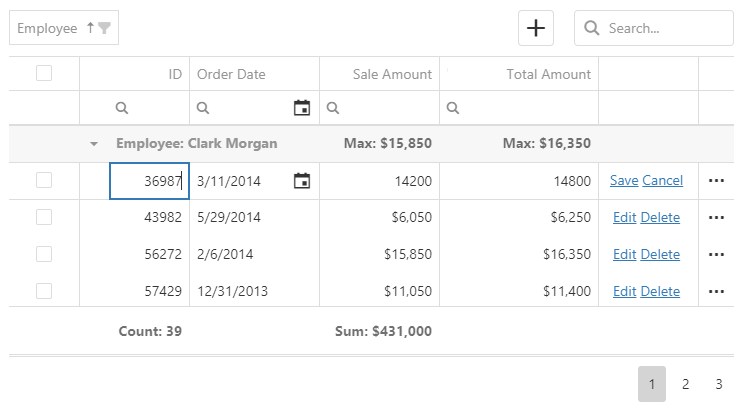 Employee
Search...
ID Order Date Sale Amount Total Amount
Employee: Clark Morgan Max: $15,850 Max: $16,350
36987 3/11/2014 14200 14800 Save Cancel ...
43982 5/29/2014 $6,050 $6,250 Edit Delete ...
56272 2/6/2014 $15,850 $16,350 Edit Delete ...
57429 12/31/2013 $11,050 $11,400 Edit Delete ...
Count: 39 Sum: $431,000
1 2 3